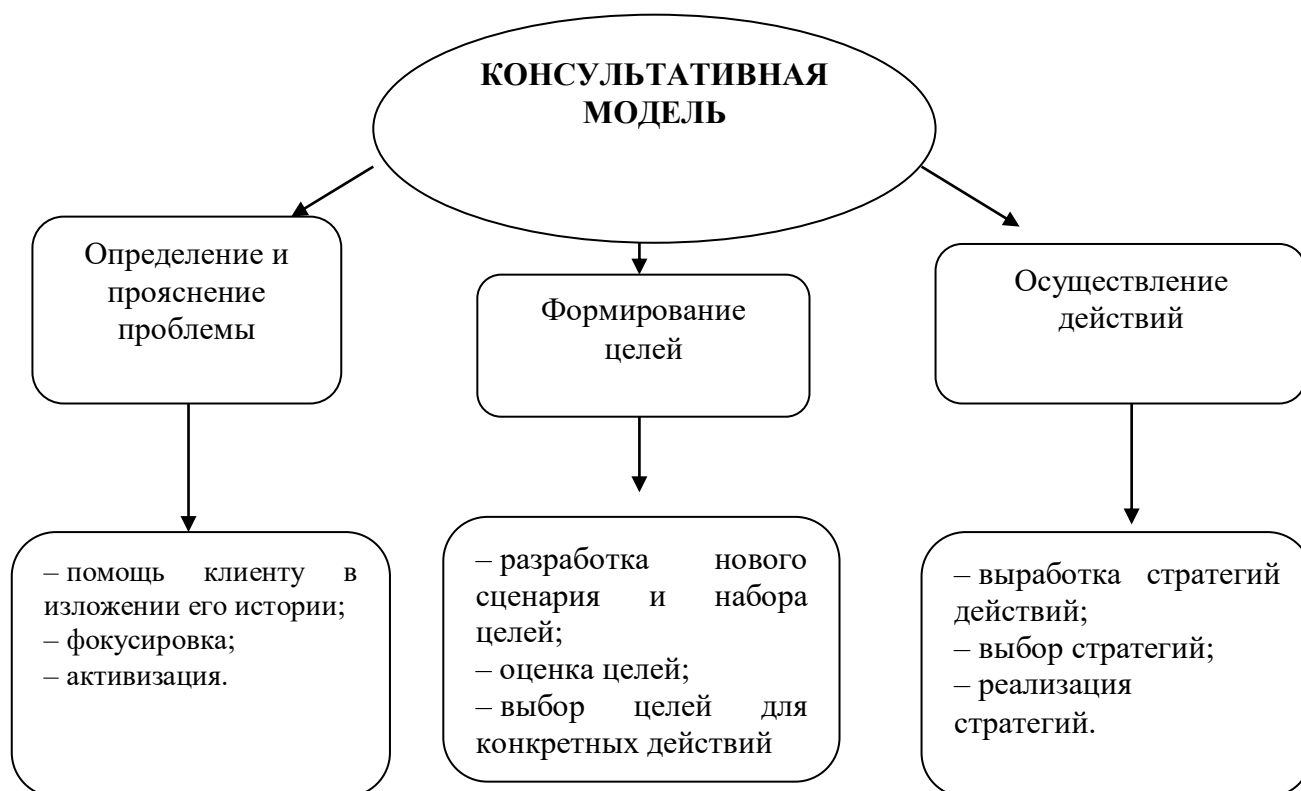 КОНСУЛЬТАТИВНАЯ
МОДЕЛЬ
Определение и
прояснение
проблемы
Формирование
целей
Осуществление
действий
– помощь клиенту в
изложении его истории;
– фокусировка;
– активизация.
– разработка нового
сценария и набора
целей;
– оценка целей;
– выбор целей для
конкретных действий
– выработка стратегий
действий;
– выбор стратегий;
– реализация
стратегий.